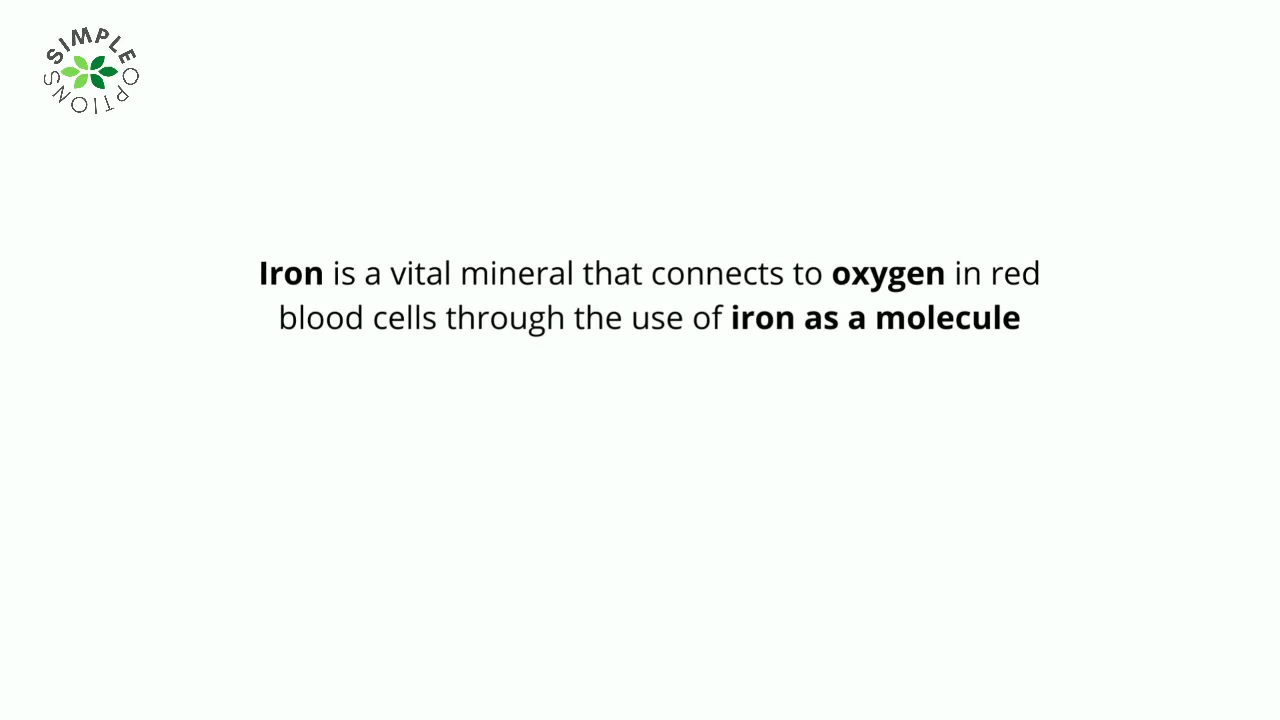 SIMPLE
OPTIONS
Iron is a vital mineral that connects to oxygen in red
blood cells through the use of iron as a molecule